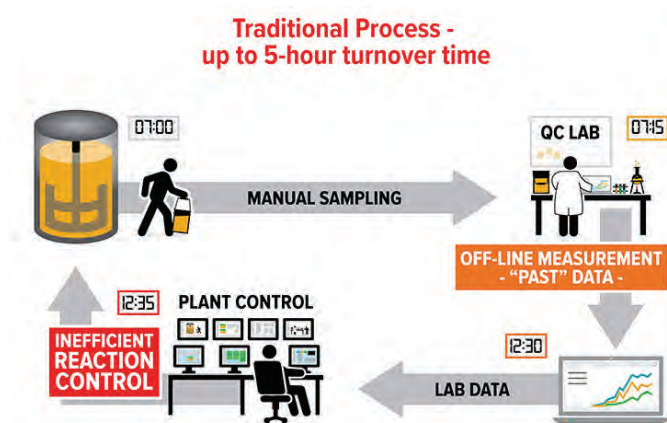 Traditional Process -
up to 5-hour turnover time
07:00
QC LAB
07:15
MANUAL SAMPLING
OFF-LINE MEASUREMENT
- “PAST” DATA -
12:35
PLANT CONTROL
INEFFICIENT
REACTION
CONTROL
12:30
LAB DATA